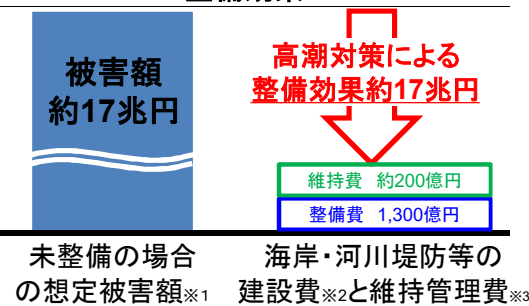 被害額
約17兆円
高潮対策による
整備効果約17兆円
維持費 約200億円
整備費 1,300億円
未整備の場合
の想定被害額※1
海岸・河川堤防等の
建設費※2と維持管理費※3